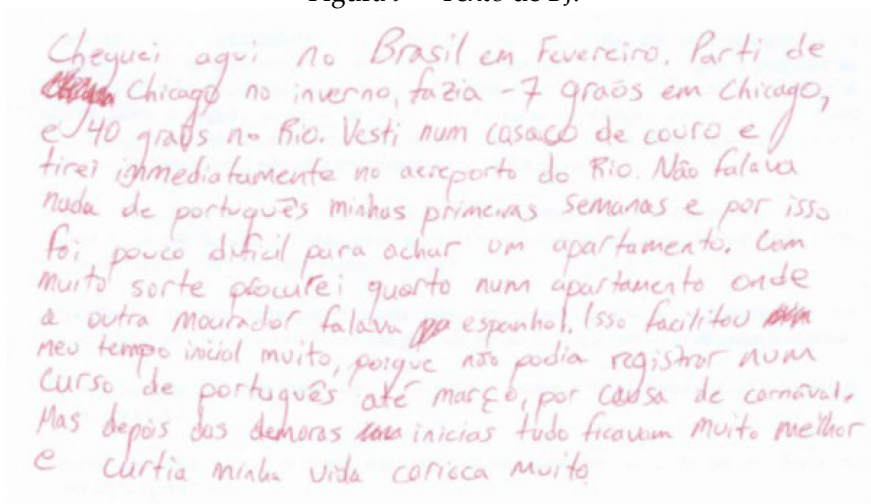 Cheguei aqui no Brasil em Fevereiro. Parti de
Chicago no inverno, fazia -7 graõs em Chicago,
e 40 graõs no Rio. Vesti num casaco de couro e
tirei immediatamente no aereporto do Rio. Não falava
nada de português minhas primeiras semanas e por isso
foi pouco difícil para achar um apartamento. Com
muito sorte procurei quarto num apartamento onde
a outra mourador falava espanhol. Isso facilitou
meu tempo inicial muito, porque não podia registrar num
curso de português até março, por causa de carnaval.
Mas depois das demoras inicias tudo ficavam muito melhor
e curtia minha vida carioca muito